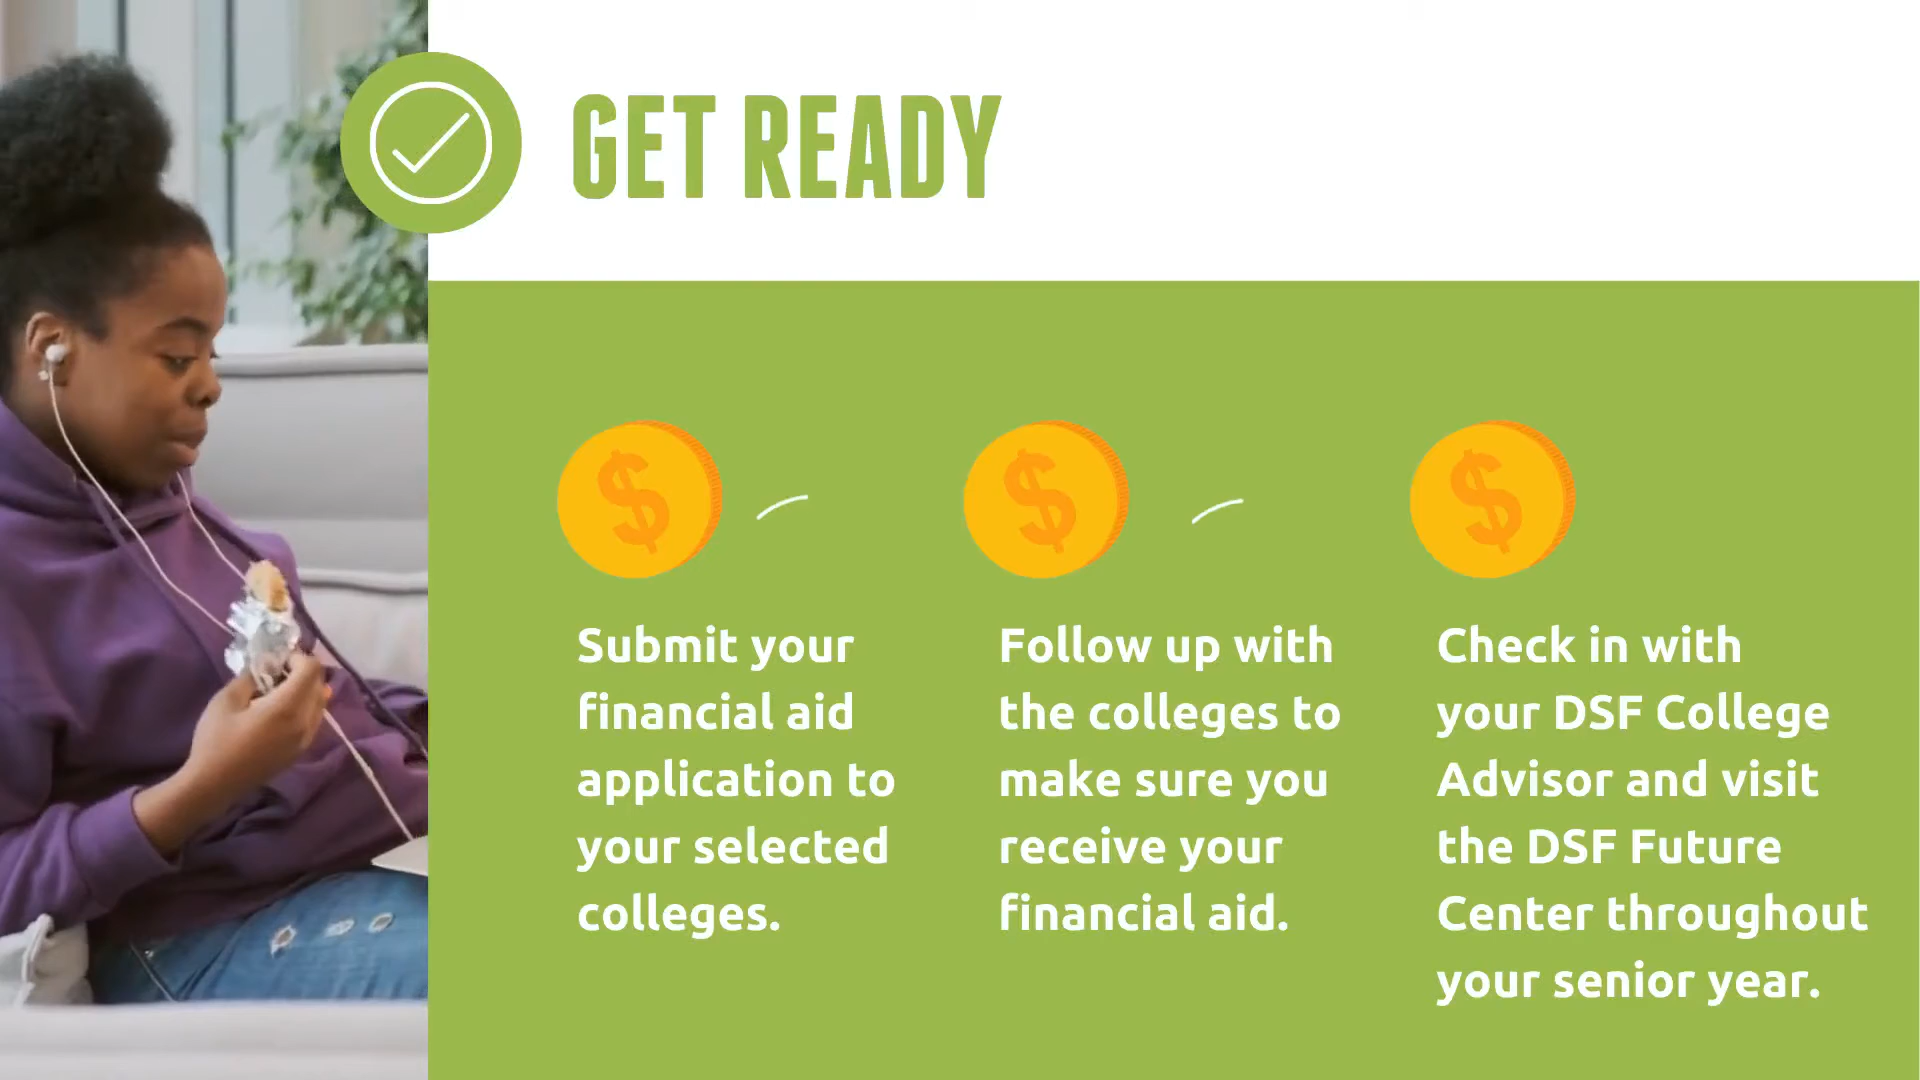 GET READY
$
$
$
Submit your
financial aid
application to
your selected
colleges.
Follow up with
the colleges to
make sure you
receive your
financial aid.
Check in with
your DSF College
Advisor and visit
the DSF Future
Center throughout
your senior year.